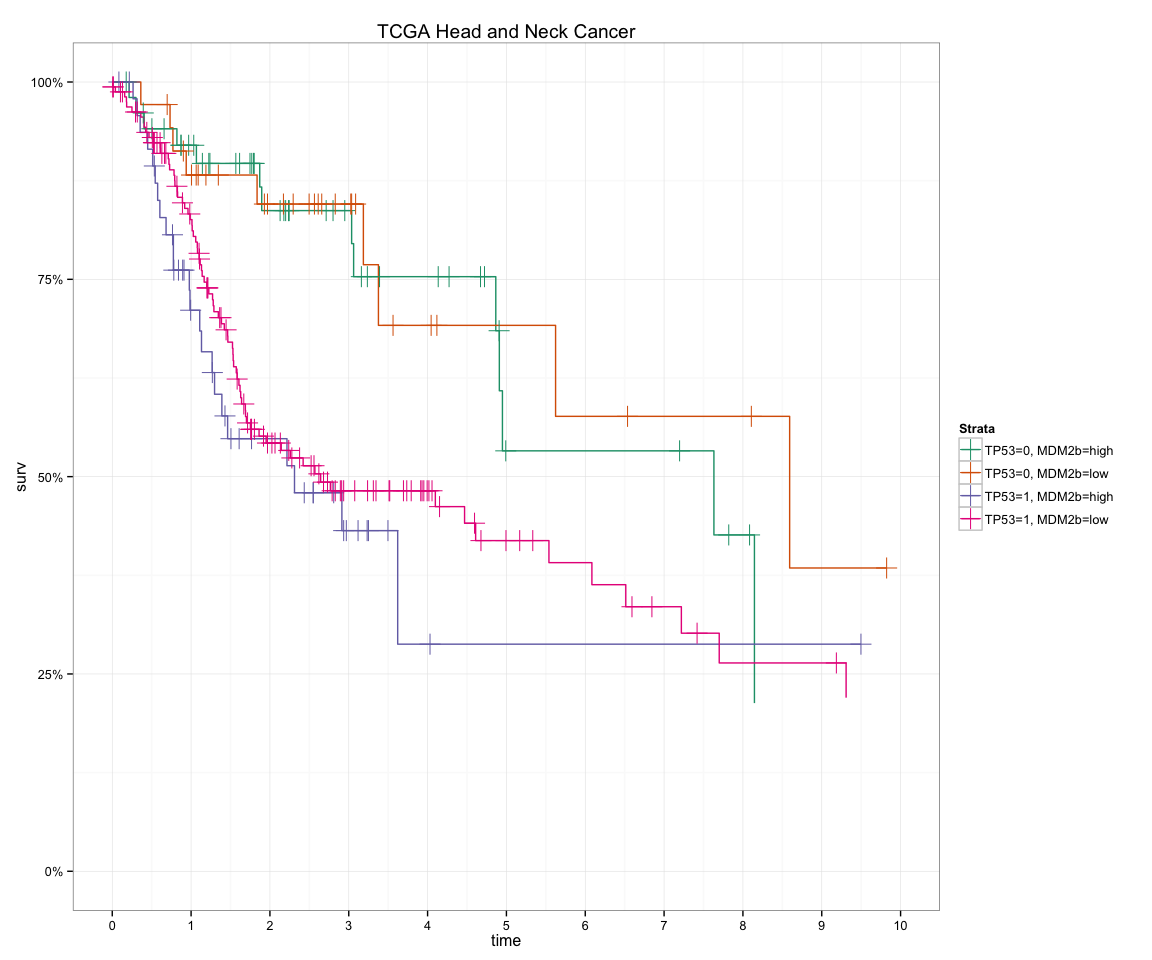 TCGA Head and Neck Cancer
100%
75%
50%
25%
0%
surv
0 1 2 3 4 5 6 7 8 9 10
time
Strata
TP53=0, MDM2b=high
TP53=0, MDM2b=low
TP53=1, MDM2b=high
TP53=1, MDM2b=low